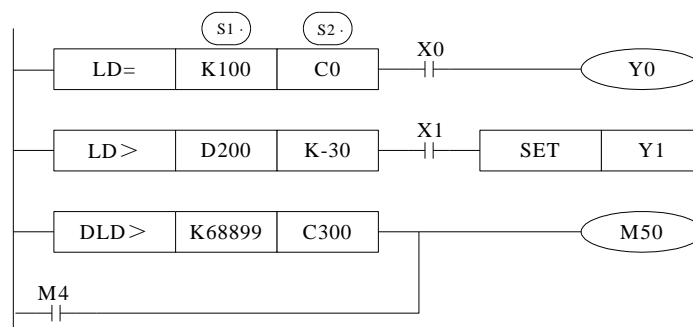 S1· S2·
X0
LD= K100 C0 Y0
X1
LD＞ D200 K-30 SET Y1
DLD＞ K68899 C300 M50
M4